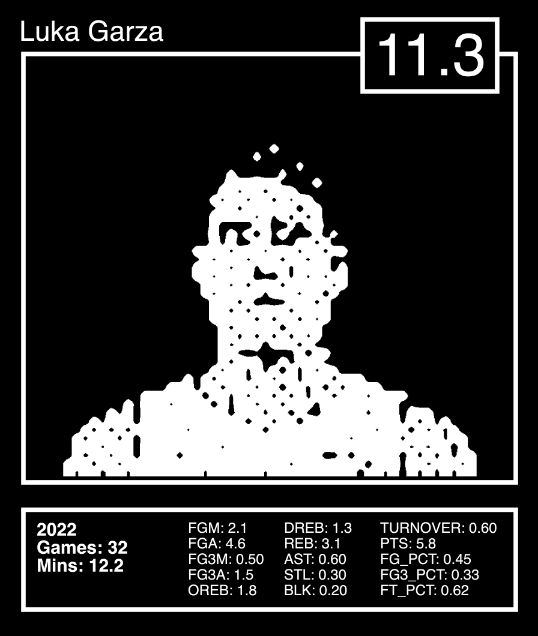 Luka Garza
11.3
2022
Games: 32
Mins: 12.2
FGM: 2.1
FGA: 4.6
FG3M: 0.50
FG3A: 1.5
OREB: 1.8
DREB: 1.3
REB: 3.1
AST: 0.60
STL: 0.30
BLK: 0.20
TURNOVER: 0.60
PTS: 5.8
FG_PCT: 0.45
FG3_PCT: 0.33
FT_PCT: 0.62